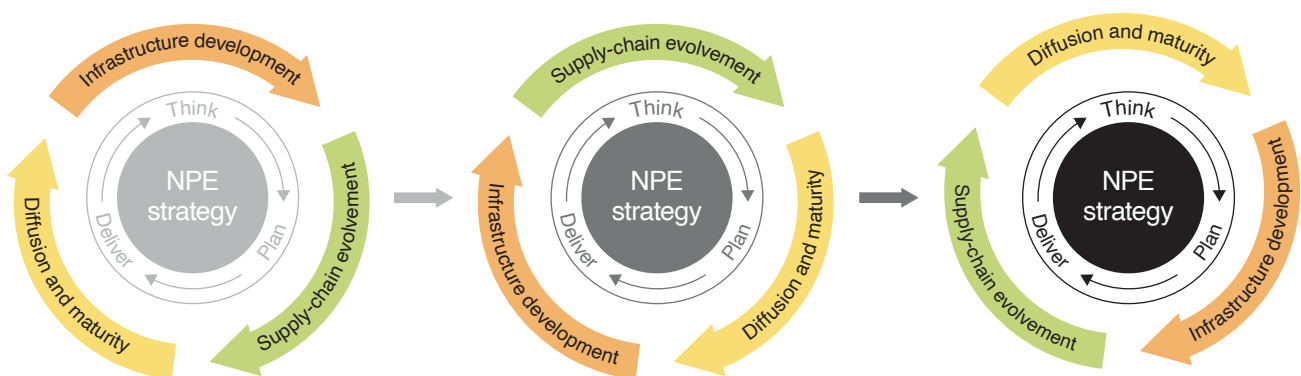 Infrastructure development
Think
NPE
strategy
Plan
Deliver
Supply-chain evolvement
Diffusion and maturity
Supply-chain evolvement
Think
NPE
strategy
Plan
Deliver
Diffusion and maturity
Infrastructure development
Diffusion and maturity
Think
NPE
strategy
Plan
Deliver
Infrastructure development
Supply-chain evolvement